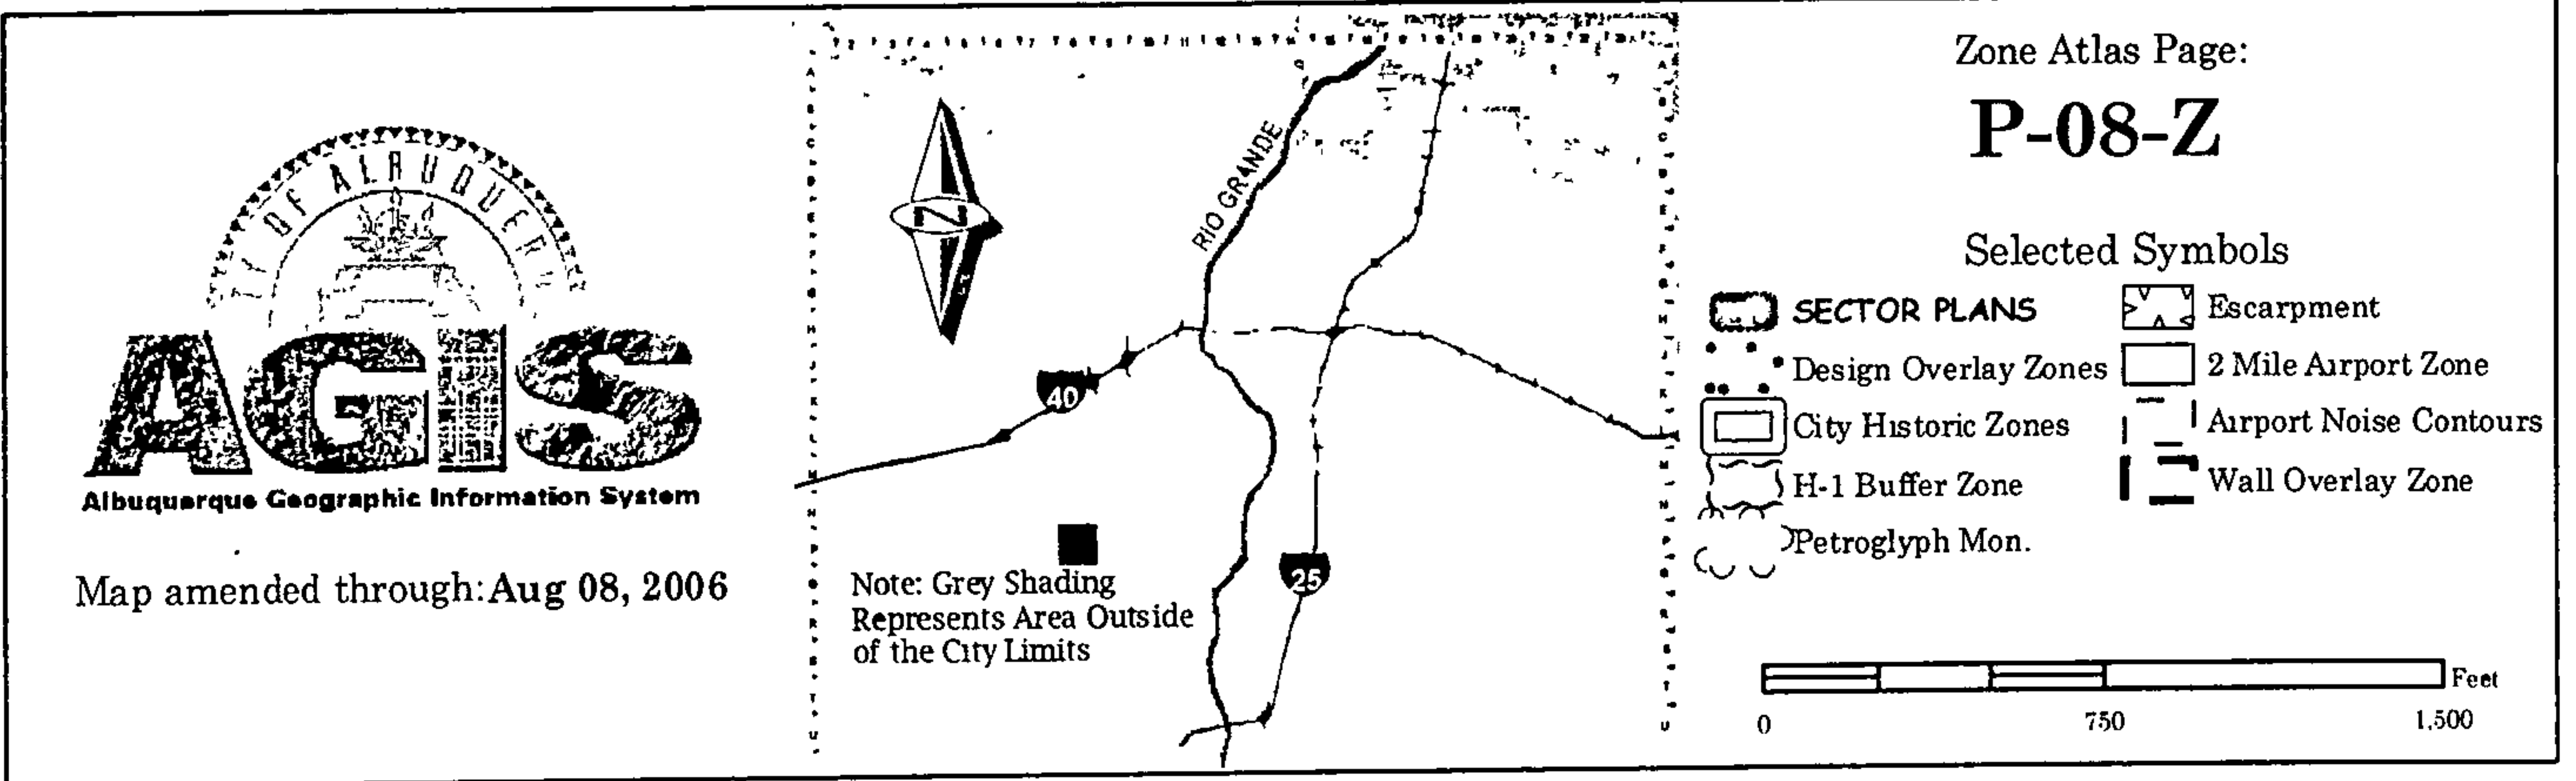 Y OF ALBUQUERQ
AGIS
Albuquerque Geographic Information System
Map amended through: Aug 08, 2006
RIO GRANDE
N
40
25
Note: Grey Shading
Represents Area Outside
of the City Limits
Zone Atlas Page:
P-08-Z
Selected Symbols
SECTOR PLANS
Design Overlay Zones
City Historic Zones
H-1 Buffer Zone
Petroglyph Mon.
Escarpment
2 Mile Airport Zone
Airport Noise Contours
Wall Overlay Zone
Feet
0 750 1,500